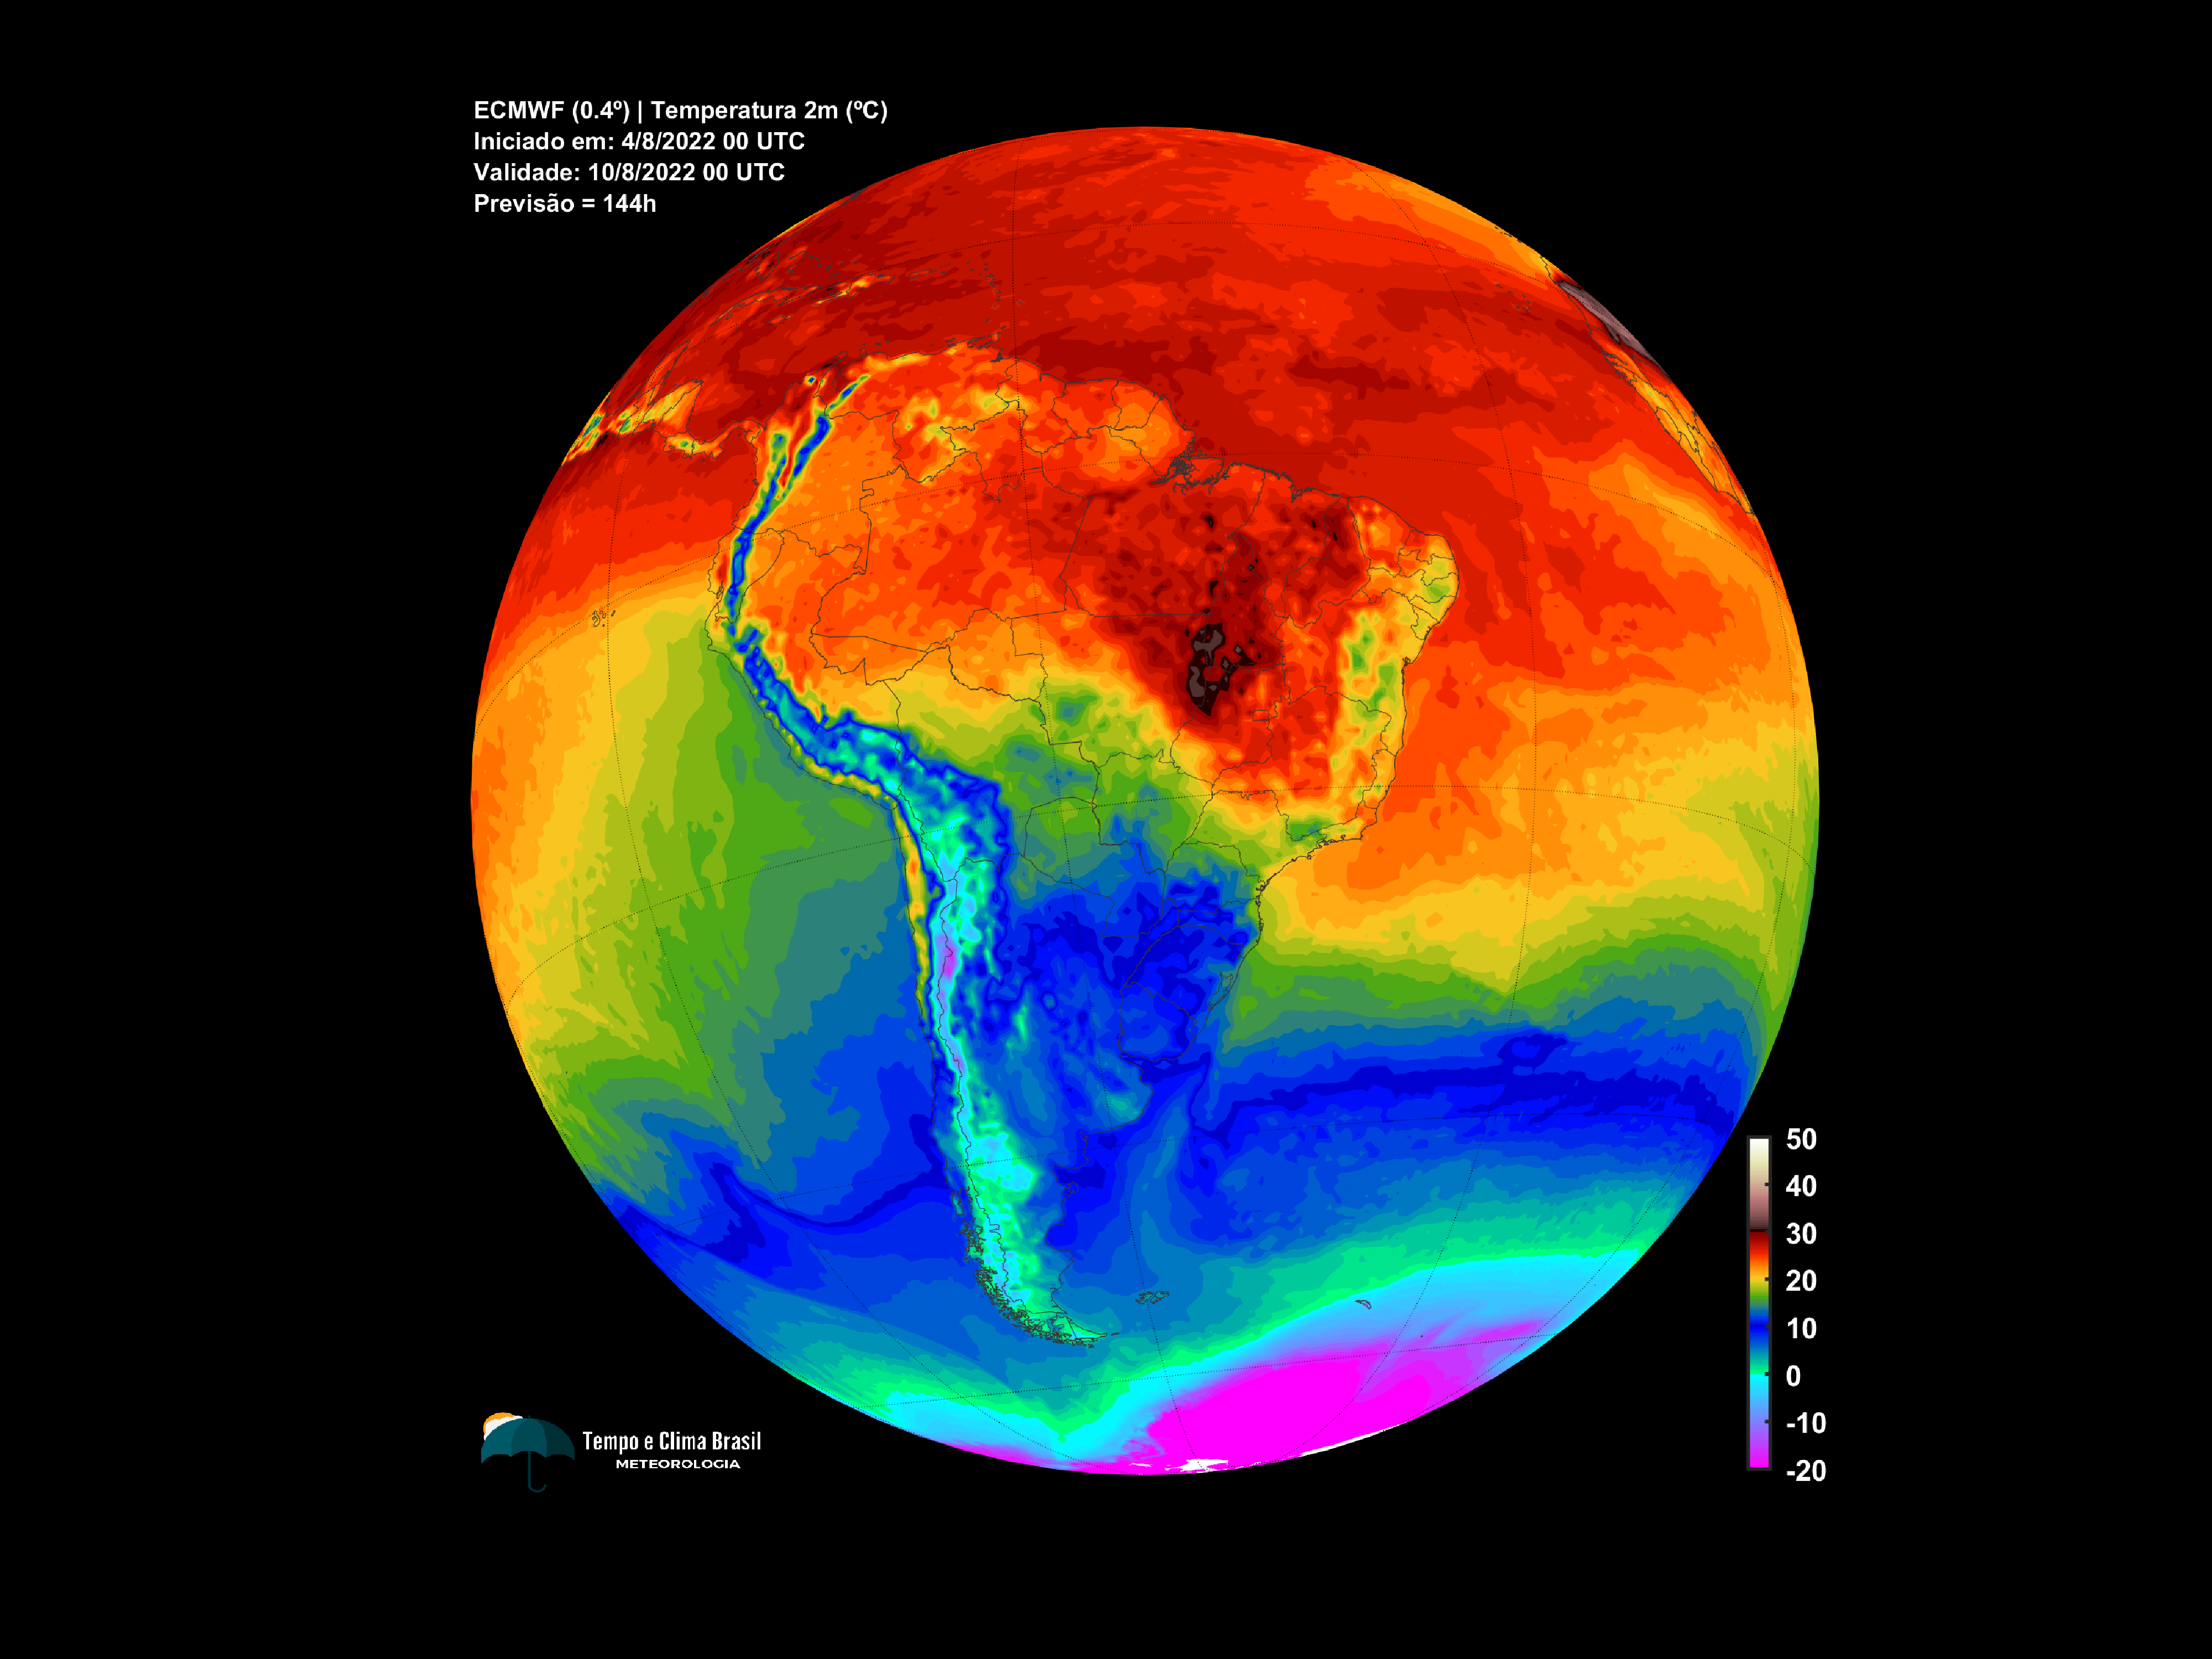 ECMWF (0.4º) | Temperatura 2m (ºC)
Iniciado em: 4/8/2022 00 UTC
Validade: 10/8/2022 00 UTC
Previsão = 144h
50
40
30
20
10
0
-10
-20
Tempo e Clima Brasil
METEOROLOGIA